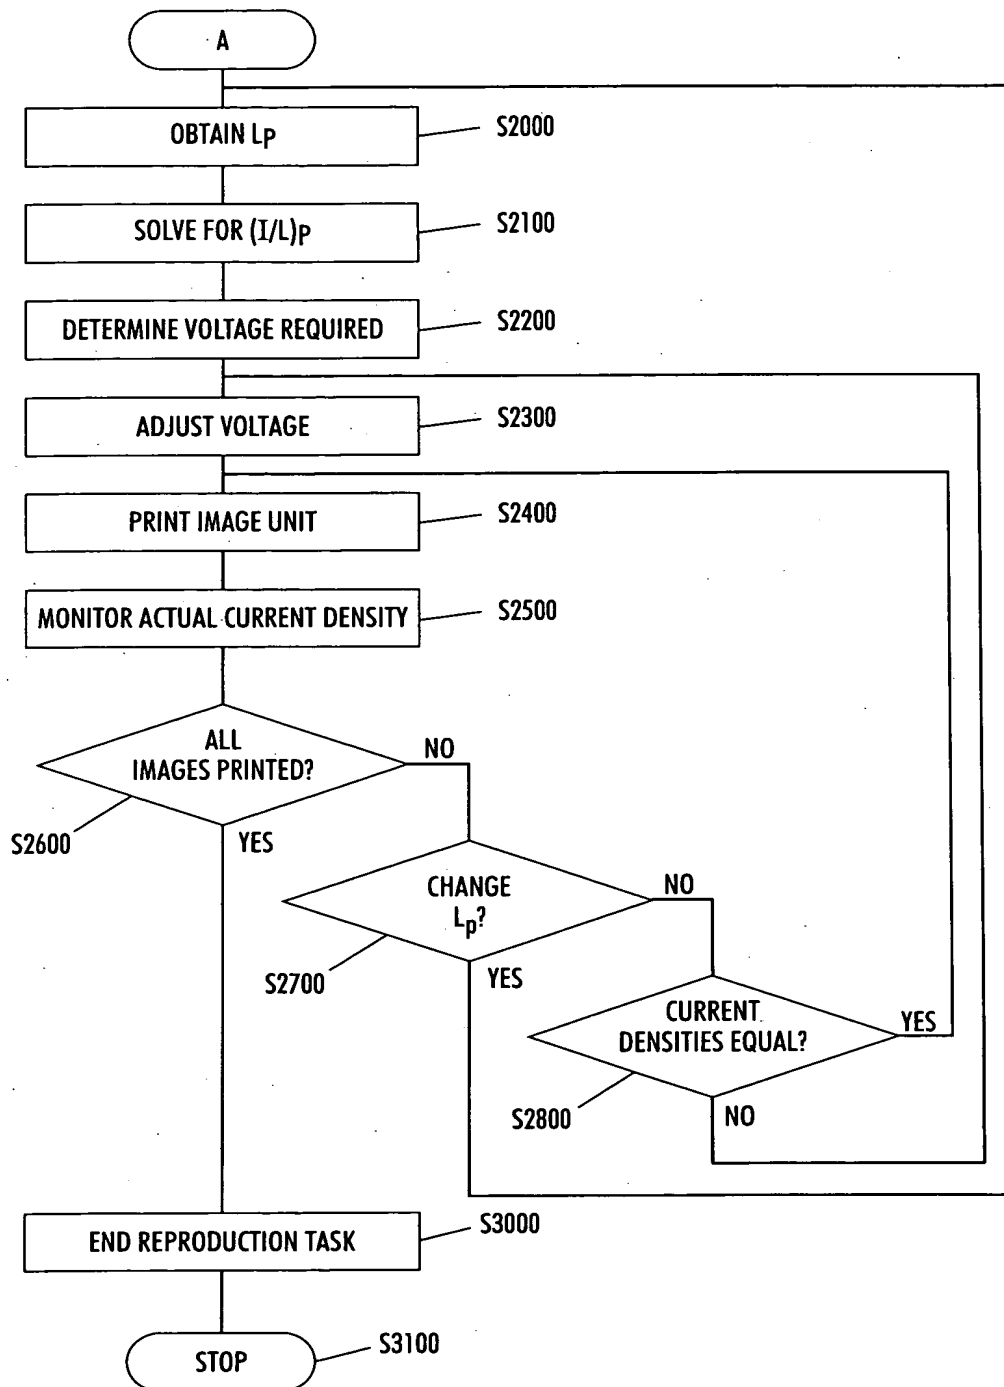 A
OBTAIN Lp
S2000
SOLVE FOR (I/L)p
S2100
DETERMINE VOLTAGE REQUIRED
S2200
ADJUST VOLTAGE
S2300
PRINT IMAGE UNIT
S2400
MONITOR ACTUAL CURRENT DENSITY
S2500
ALL
IMAGES PRINTED?
NO
S2600
YES
CHANGE
Lp?
NO
S2700
YES
CURRENT
DENSITIES EQUAL?
YES
S2800
NO
END REPRODUCTION TASK
S3000
STOP
S3100